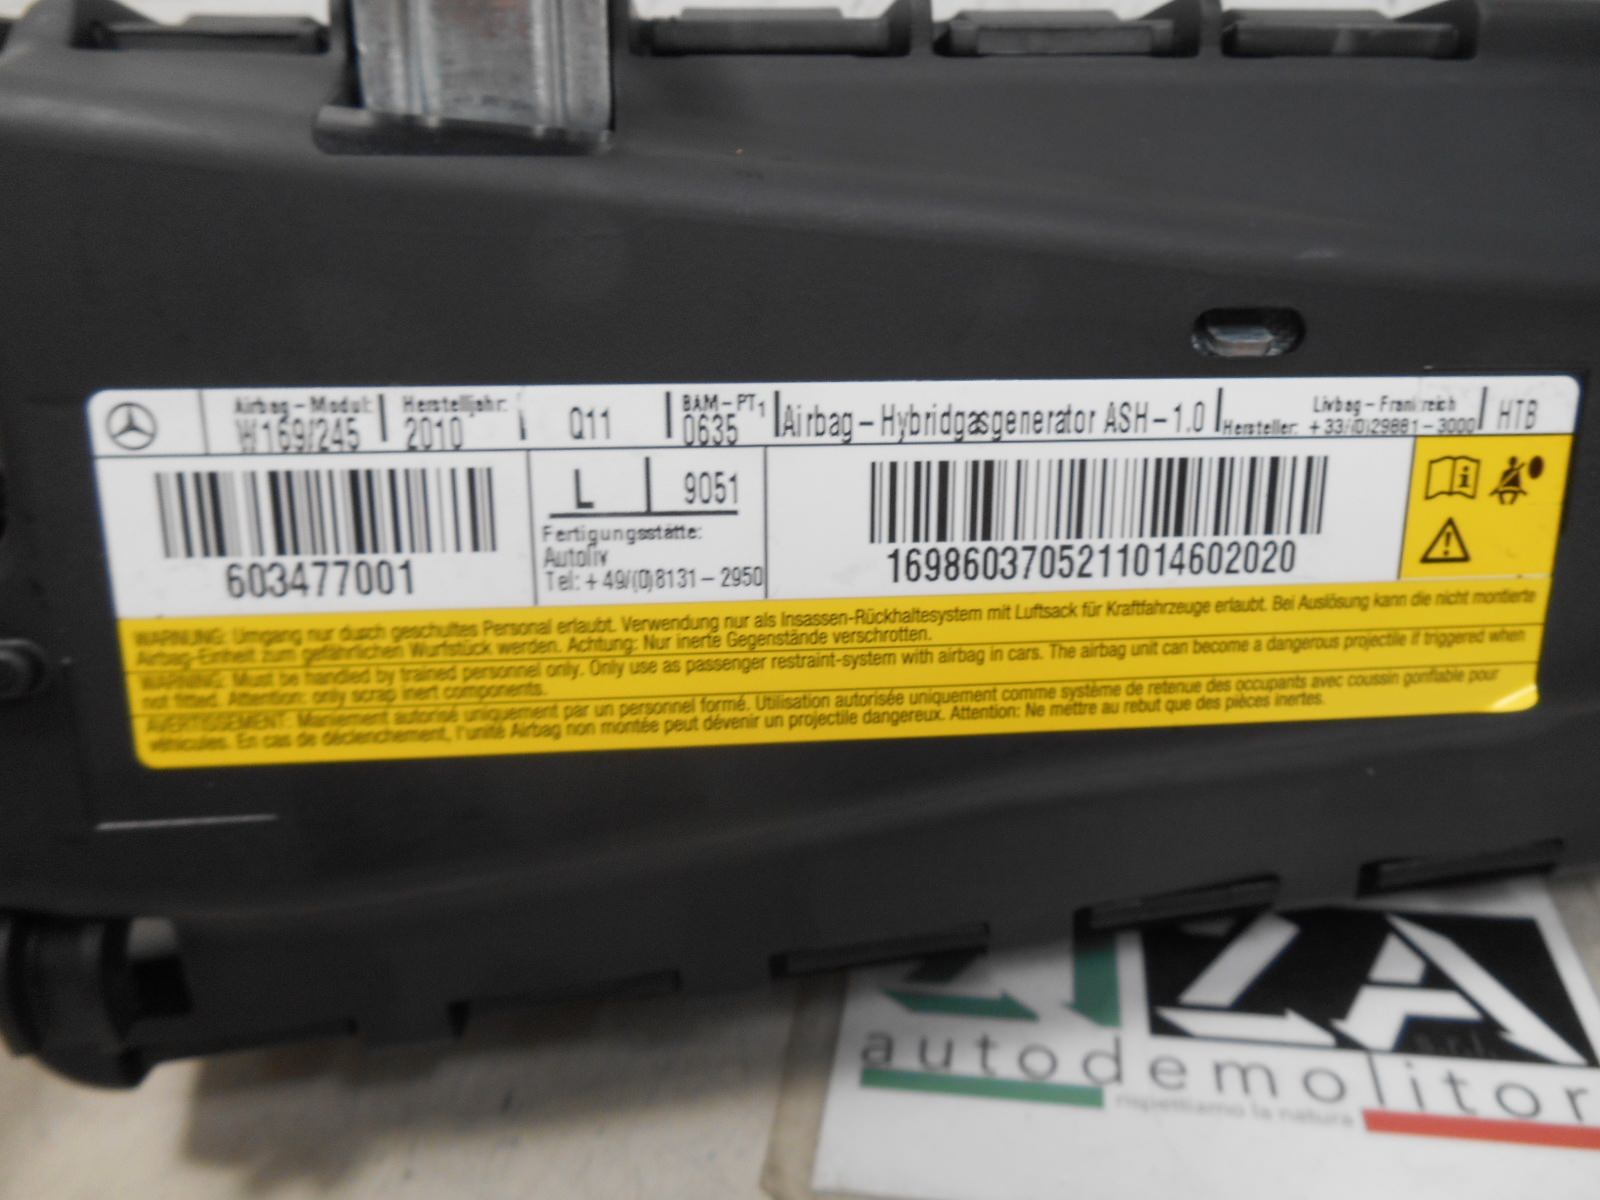 Airbag-Modul: Herstelljahr: BAM-PT1 Livbag-Frankreich
W169/245 2010 Q11 0635 Airbag-Hybridgasgenerator ASH-1.0 Hersteller: +33/(0)29881-3000 HTB
L 9051
Fertigungsstätte:
Autoliv
Tel: +49/(0)8131-2950
603477001
1698603705211014602020
WARNUNG: Umgang nur durch geschultes Personal erlaubt. Verwendung nur als Insassen-Rückhaltesystem mit Luftsack für Kraftfahrzeuge erlaubt. Bei Auslösung kann die nicht montierte
Airbag-Einheit zum gefährlichen Wurfstück werden. Achtung: Nur inerte Gegenstände verschrotten.
WARNING: Must be handled by trained personnel only. Only use as passenger restraint-system with airbag in cars. The airbag unit can become a dangerous projectile if triggered when
not fitted. Attention: only scrap inert components.
AVERTISSEMENT: Maniement autorisé uniquement par un personnel formé. Utilisation autorisée uniquement comme système de retenue des occupants avec coussin gonflable pour
véhicules. En cas de déclenchement, l'unité Airbag non montée peut dévenir un projectile dangereux. Attention: Ne mettre au rebut que des pièces inertes.
s.r.l.
autodemolitor
rispettiamo la natura